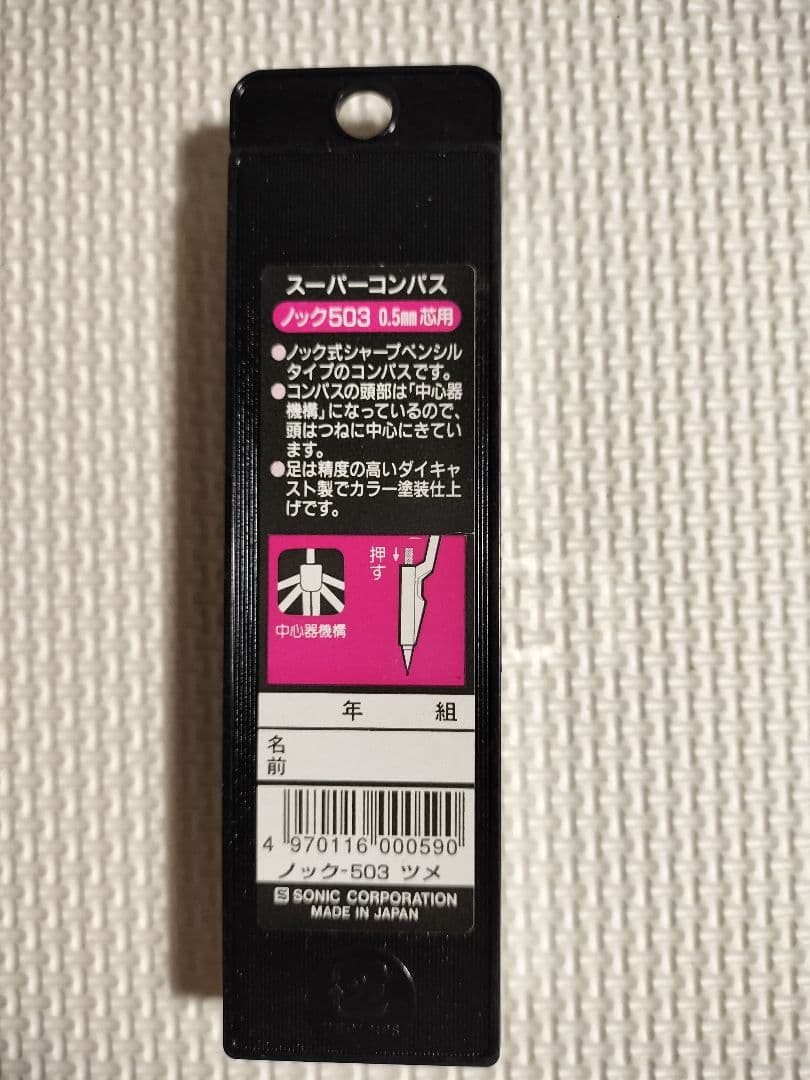 スーパーコンパス
ノック503 0.5mm芯用
●ノック式シャープペンシル
タイプのコンパスです。
●コンパスの頭部は「中心器
機構」になっているので、
頭はつねに中心にきてい
ます。
●足は精度の高いダイキャ
スト製でカラー塗装仕上
げです。
押す
中心器機構
年 組
名前
4 970116 000590
ノック-503 ツメ
S SONIC CORPORATION
MADE IN JAPAN